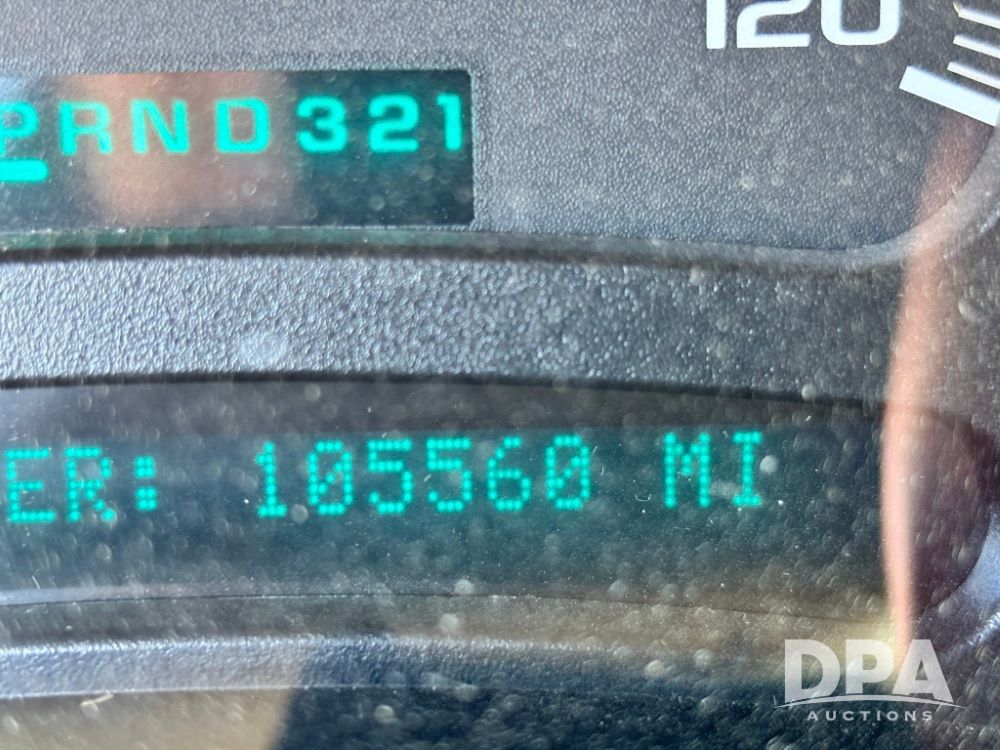 120
PRND321
ER: 105560 MI
DPA
AUCTIONS